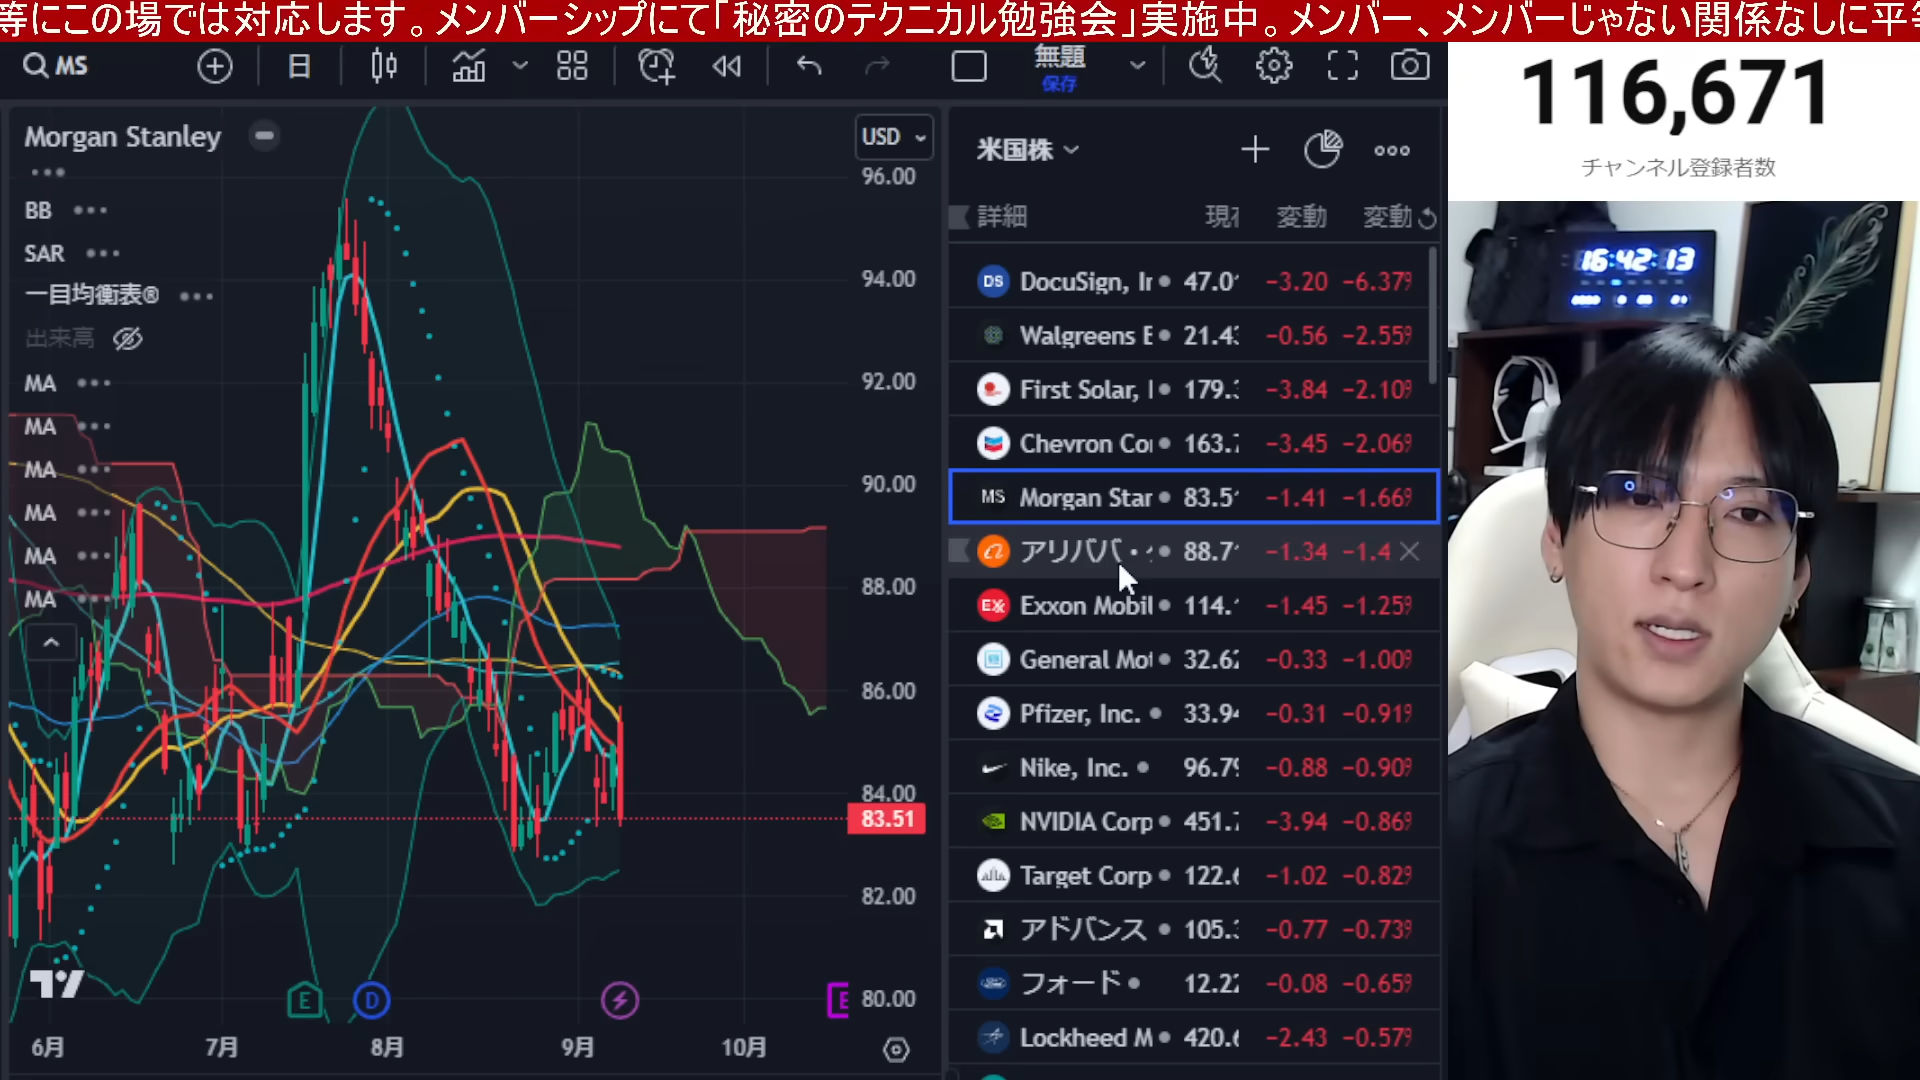 等にこの場では対応します。メンバーシップにて「秘密のテクニカル勉強会」実施中。メンバー、メンバーじゃない関係なしに平
MS
日
無題
保存
116,671
チャンネル登録者数
Morgan Stanley
USD
BB
SAR
一目均衡表®
出来高
MA
MA
MA
MA
MA
MA
96.00
94.00
92.00
90.00
88.00
86.00
84.00
83.51
82.00
80.00
E
D
E
6月
7月
8月
9月
10月
米国株
詳細 現在 変動 変動
DS DocuSign, Ir 47.0 −3.20 −6.37
Walgreens 21.4 −0.56 −2.55
First Solar, 179. −3.84 −2.10
Chevron Co 163. −3.45 −2.06
MS Morgan Star 83.5 −1.41 −1.66
アリババ・ 88.7 −1.34 −1.4
EX Exxon Mobil 114. −1.45 −1.25
General Mo 32.6 −0.33 −1.00
Pfizer, Inc. 33.9 −0.31 −0.91
Nike, Inc. 96.7 −0.88 −0.90
NVIDIA Corp 451. −3.94 −0.86
Target Corp 122. −1.02 −0.82
アドバンス 105. −0.77 −0.73
フォード 12.2 −0.08 −0.65
Lockheed M 420. −2.43 −0.57
16:42:13